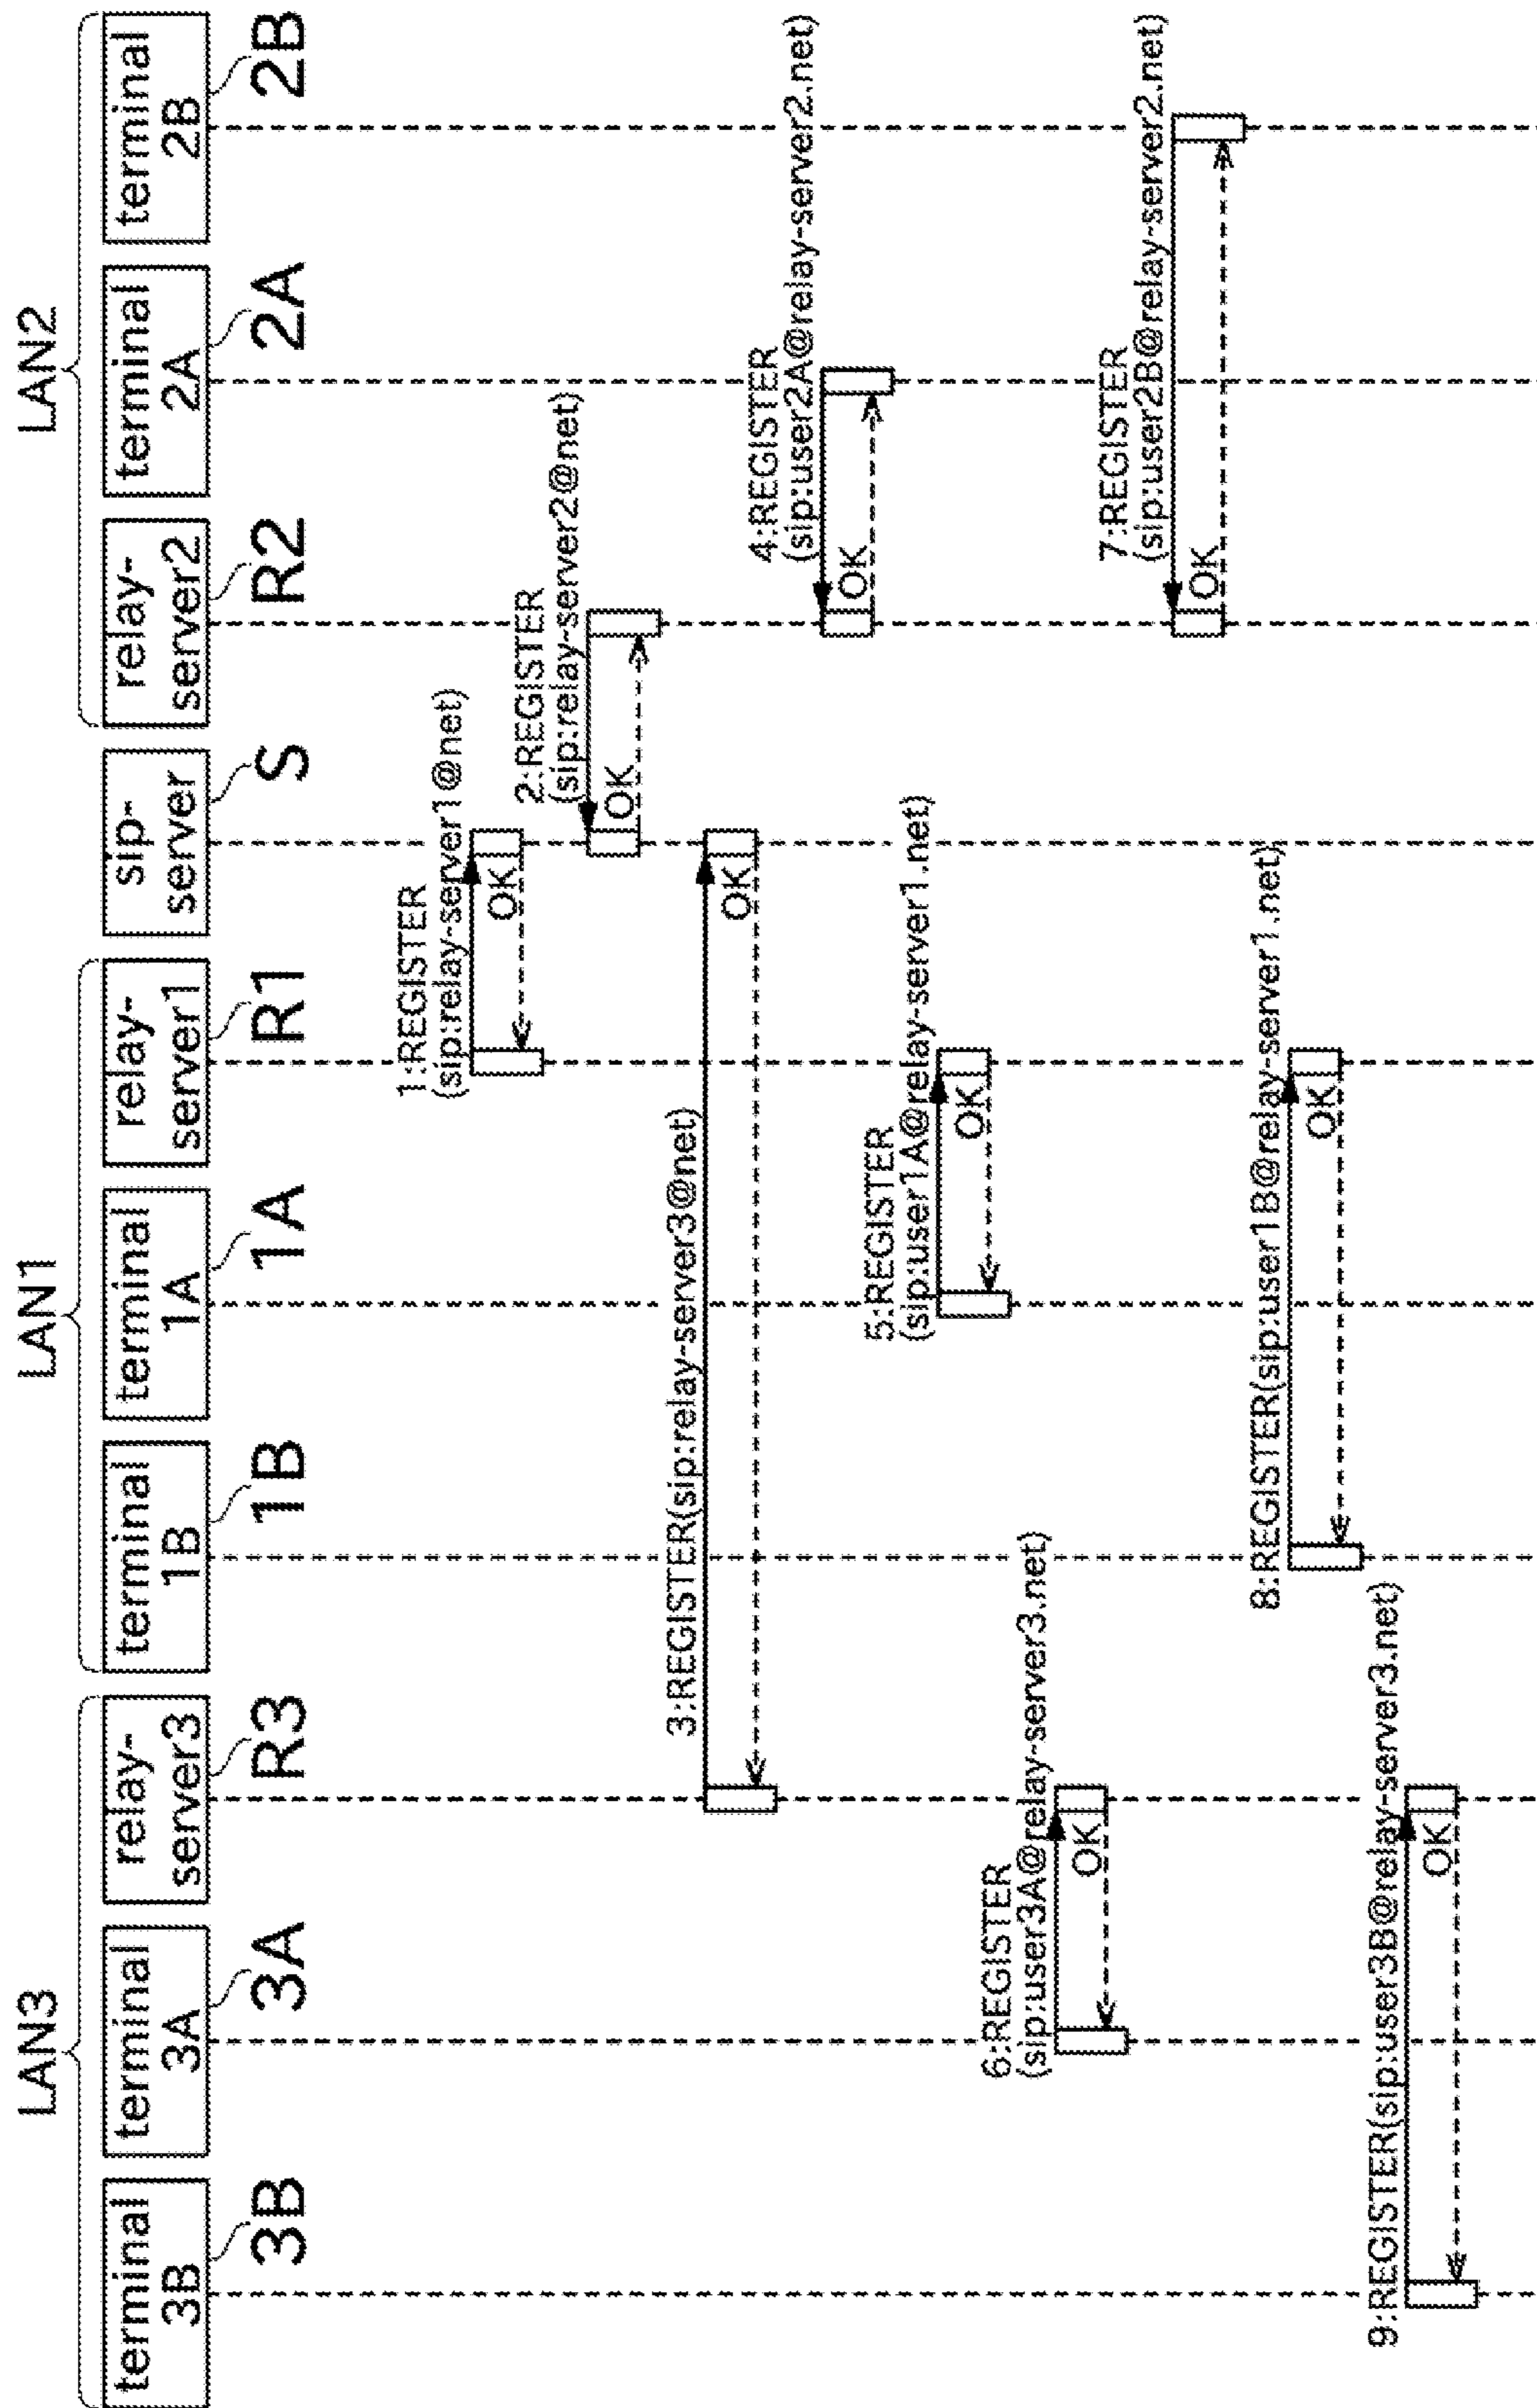 LAN3
LAN1
LAN2
terminal
3B
terminal
3A
relay-
server3
terminal
1B
terminal
1A
relay-
server1
sip-
server
relay-
server2
terminal
2A
terminal
2B
3B
3A
R3
1B
1A
R1
S
R2
2A
2B
1:REGISTER
(sip:relay-server1@net)
OK
2:REGISTER
(sip:relay-server2@net)
OK
3:REGISTER(sip:relay-server3@net)
OK
4:REGISTER
(sip:user2A@relay-server2.net)
OK
5:REGISTER
(sip:user1A@relay-server1.net)
OK
6:REGISTER
(sip:user3A@relay-server3.net)
OK
7:REGISTER
(sip:user2B@relay-server2.net)
OK
8:REGISTER(sip:user1B@relay-server1.net)
OK
9:REGISTER(sip:user3B@relay-server3.net)
OK